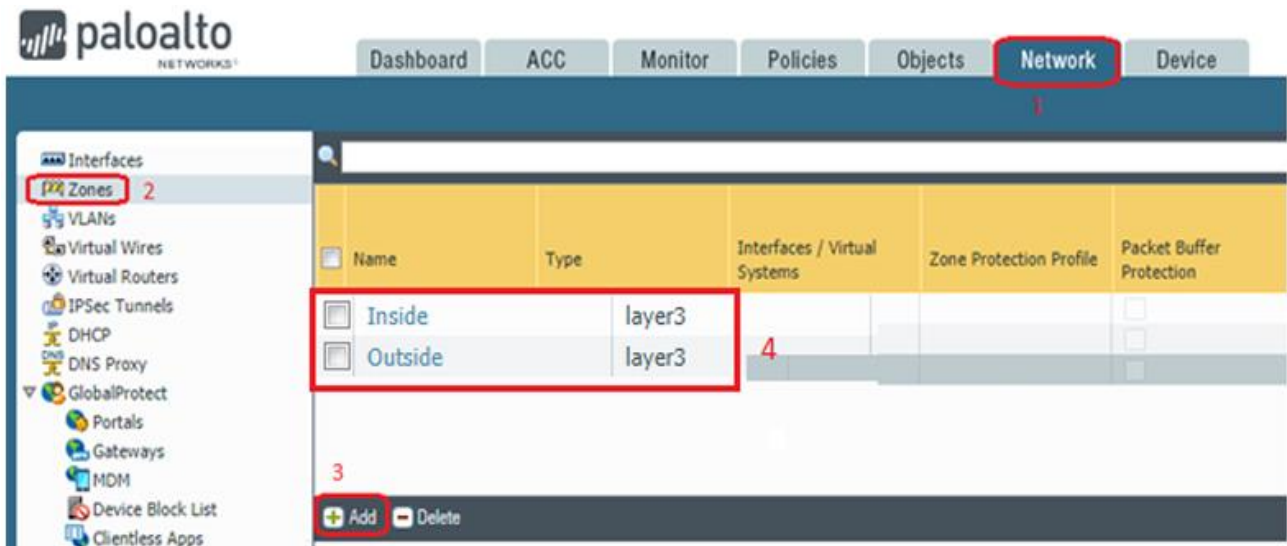 paloalto
NETWORKS
Dashboard ACC Monitor Policies Objects Network Device
1
Interfaces
Zones 2
VLANs
Virtual Wires
Virtual Routers
IPSec Tunnels
DHCP
DNS Proxy
GlobalProtect
Portals
Gateways
MDM
Device Block List
Clientless Apps
Name Type Interfaces / Virtual Systems Zone Protection Profile Packet Buffer Protection
Inside layer3
Outside layer3
4
3
Add Delete